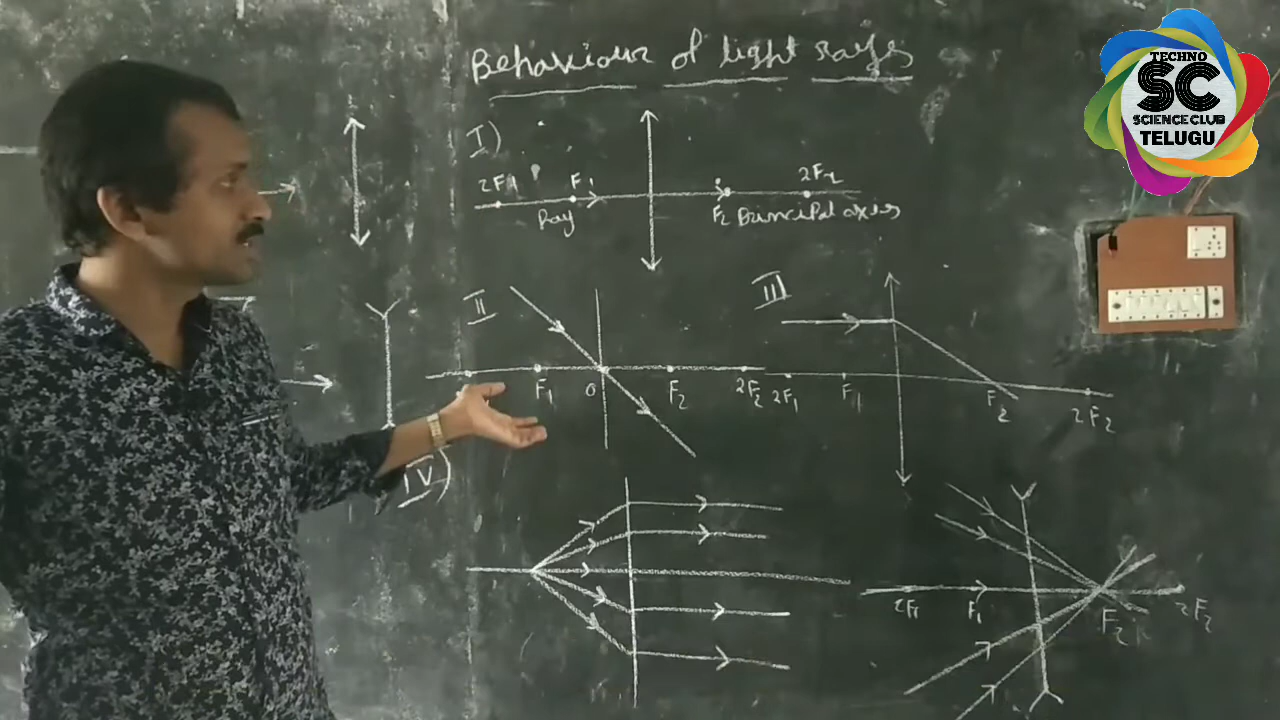 Behaviour of light rays
TECHNO
SC
SCIENCE CLUB
TELUGU
I)
2F1 F1 2F2
Ray F2 Principal axies
II
F1 O F2 2F2
III
2F1 F1 F2 2F2
IV)
2F1 F1 F2 2F2